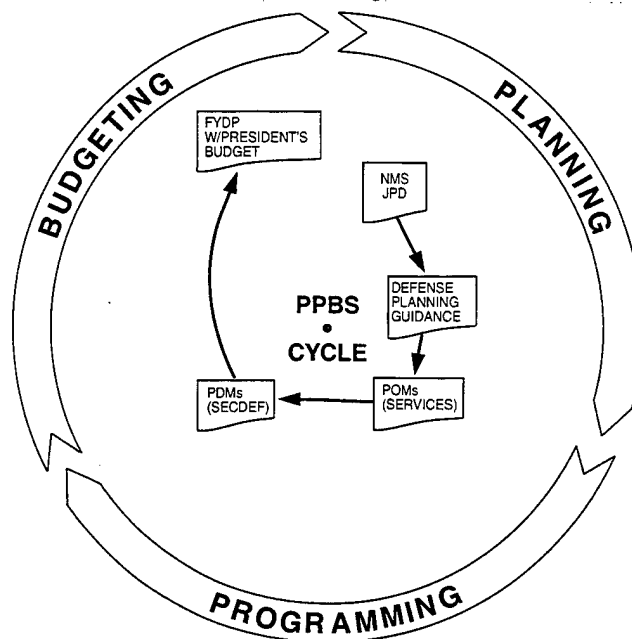 BUDGETING
PLANNING
PROGRAMMING
FYDP
W/PRESIDENT'S
BUDGET
NMS
JPD
DEFENSE
PLANNING
GUIDANCE
PPBS
•
CYCLE
PDMs
(SECDEF)
POMs
(SERVICES)